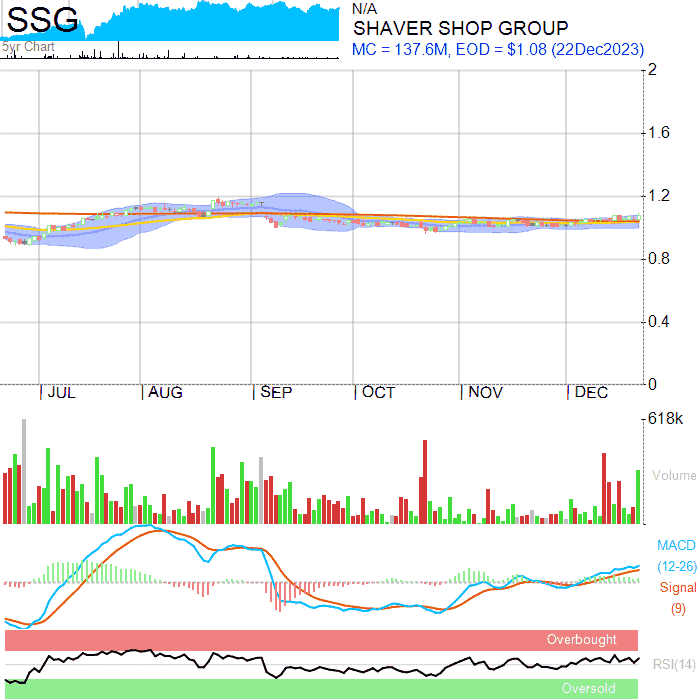 SSG
5yr Chart
N/A
SHAVER SHOP GROUP
MC = 137.6M, EOD = $1.08 (22Dec2023)
2
1.6
1.2
0.8
0.4
0
JUL AUG SEP OCT NOV DEC
618k
Volume
MACD
(12-26)
Signal
(9)
Overbought
RSI(14)
Oversold